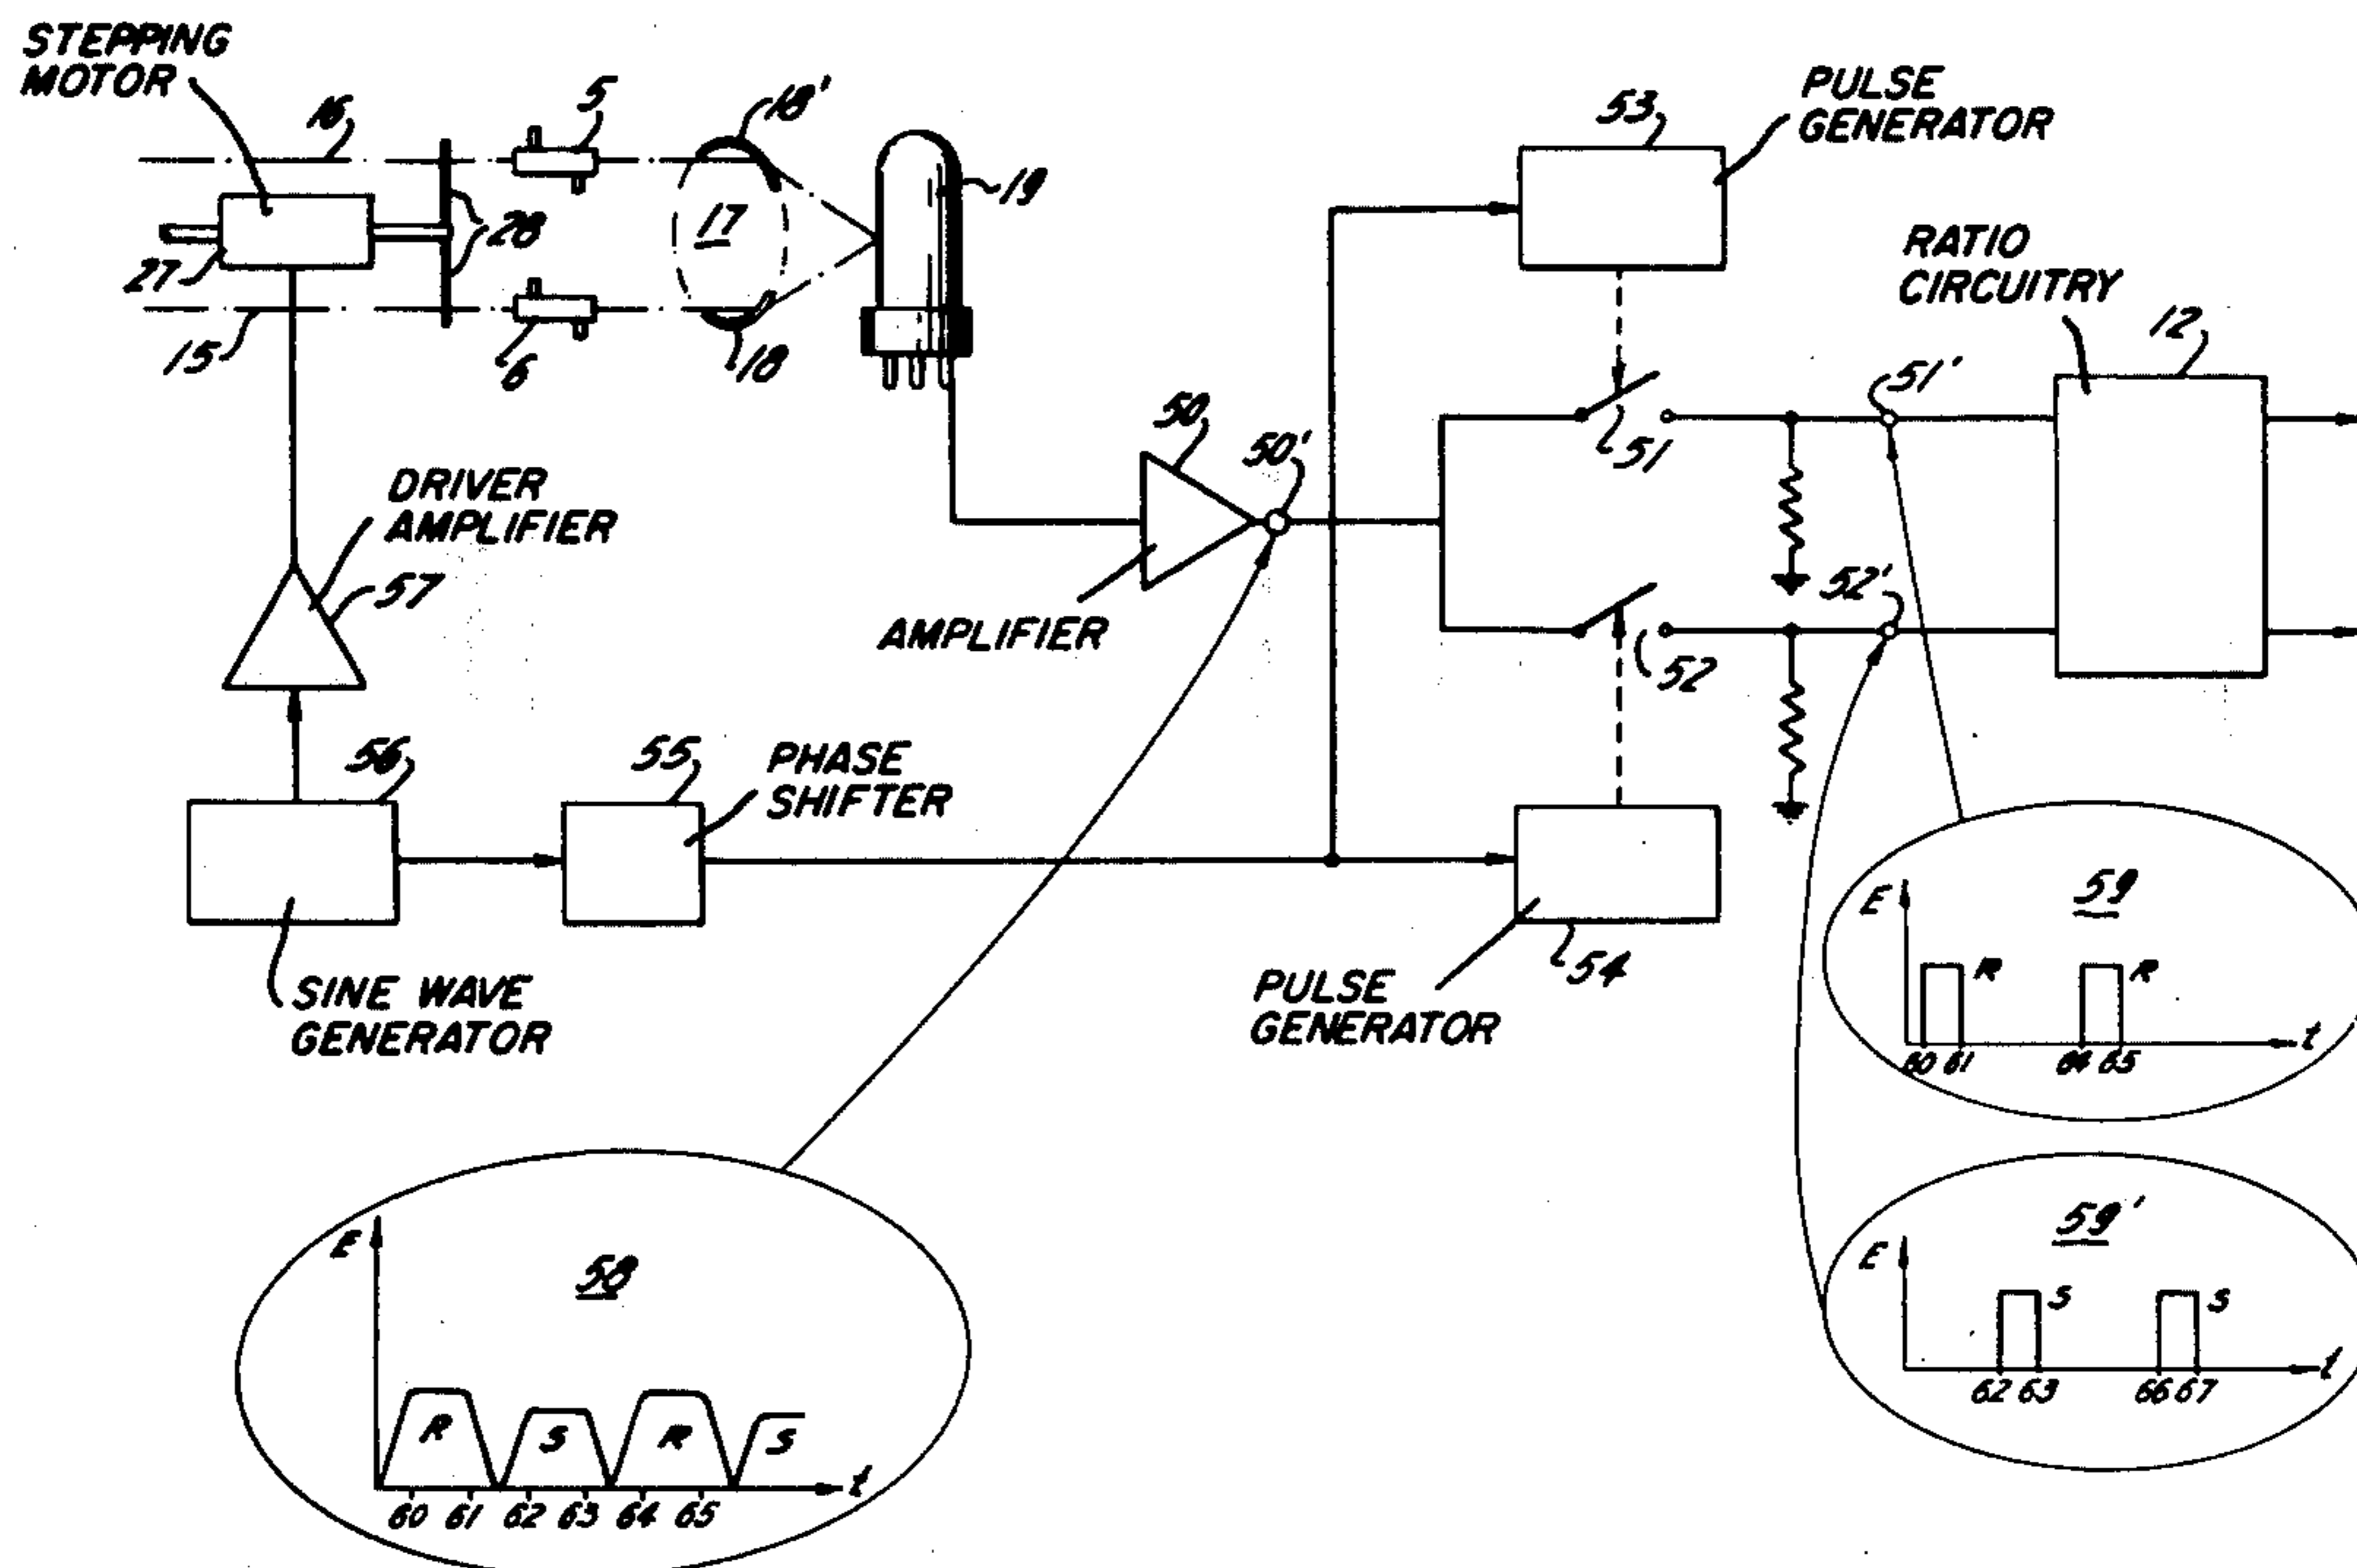 STEPPING
MOTOR
16
5
18'
17
19
28
27
15
6
18
53
PULSE
GENERATOR
RATIO
CIRCUITRY
12
51'
50
50'
51
DRIVER
AMPLIFIER
57
AMPLIFIER
52'
52
56
55
PHASE
SHIFTER
54
SINE WAVE
GENERATOR
PULSE
GENERATOR
59
E
R
R
t
60 61 64 65
59'
E
S
S
t
62 63 66 67
58
E
R
S
R
S
t
60 61 62 63 64 65